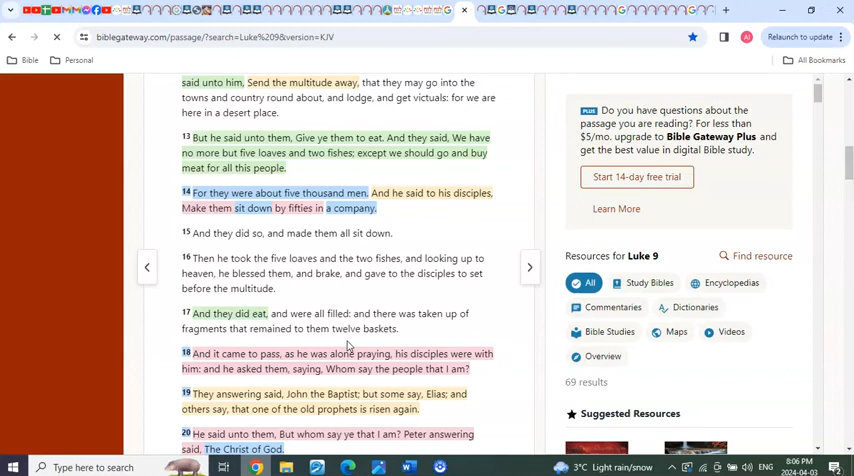 biblegateway.com/passage/?search=Luke%209&version=KJV
AI
Relaunch to update
Bible
Personal
All Bookmarks
said unto him, Send the multitude away, that they may go into the
towns and country round about, and lodge, and get victuals: for we are
here in a desert place.
13 But he said unto them, Give ye them to eat. And they said, We have
no more but five loaves and two fishes; except we should go and buy
meat for all this people.
14 For they were about five thousand men. And he said to his disciples,
Make them sit down by fifties in a company.
15 And they did so, and made them all sit down.
16 Then he took the five loaves and the two fishes, and looking up to
heaven, he blessed them, and brake, and gave to the disciples to set
before the multitude.
17 And they did eat, and were all filled: and there was taken up of
fragments that remained to them twelve baskets.
18 And it came to pass, as he was alone praying, his disciples were with
him: and he asked them, saying, Whom say the people that I am?
19 They answering said, John the Baptist; but some say, Elias; and
others say, that one of the old prophets is risen again.
20 He said unto them, But whom say ye that I am? Peter answering
said, The Christ of God.
PLUS Do you have questions about the
passage you are reading? For less than
$5/mo. upgrade to Bible Gateway Plus and
get the best value in digital Bible study.
Start 14-day free trial
Learn More
Resources for Luke 9
Find resource
All
Study Bibles
Encyclopedias
Commentaries
Dictionaries
Bible Studies
Maps
Videos
Overview
69 results
Suggested Resources
Type here to search
3°C Light rain/snow
8:06 PM
2024-04-03